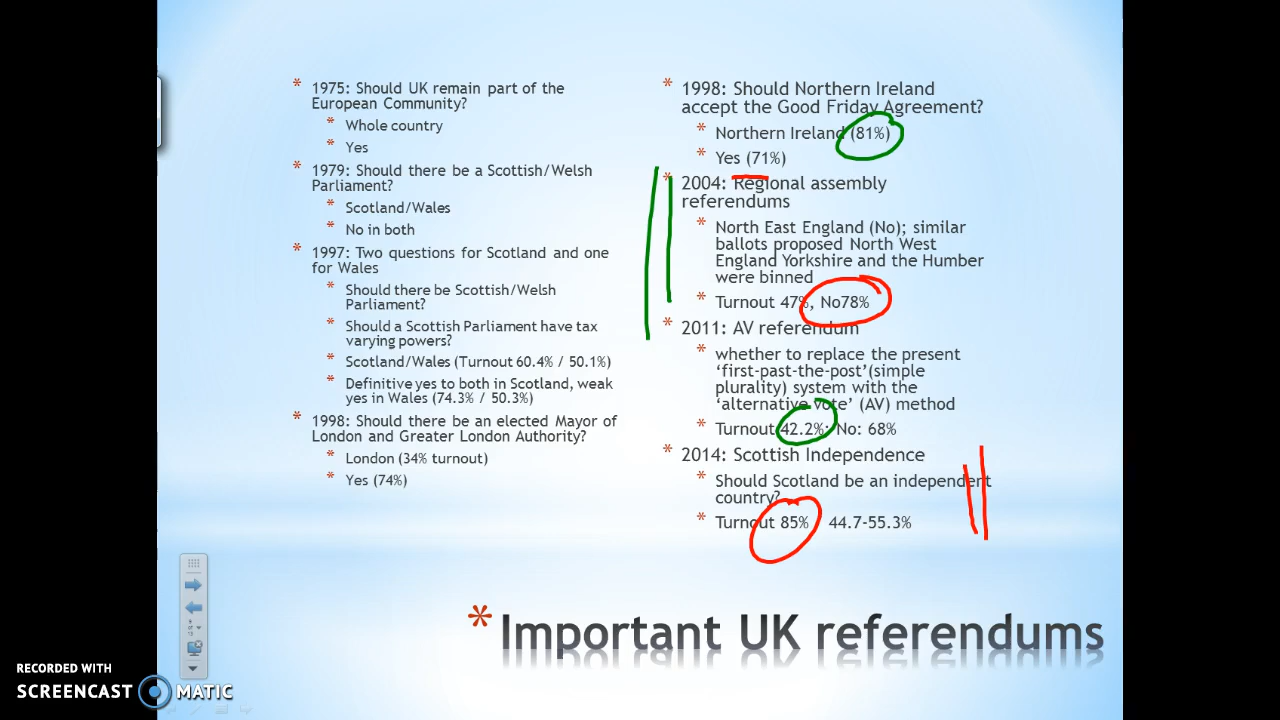 * 1975: Should UK remain part of the
European Community?
* Whole country
* Yes
* 1979: Should there be a Scottish/Welsh
Parliament?
* Scotland/Wales
* No in both
* 1997: Two questions for Scotland and one
for Wales
* Should there be Scottish/Welsh
Parliament?
* Should a Scottish Parliament have tax
varying powers?
* Scotland/Wales (Turnout 60.4% / 50.1%)
* Definitive yes to both in Scotland, weak
yes in Wales (74.3% / 50.3%)
* 1998: Should there be an elected Mayor of
London and Greater London Authority?
* London (34% turnout)
* Yes (74%)
* 1998: Should Northern Ireland
accept the Good Friday Agreement?
* Northern Ireland (81%)
* Yes (71%)
* 2004: Regional assembly
referendums
* North East England (No); similar
ballots proposed North West
England Yorkshire and the Humber
were binned
* Turnout 47%, No78%
* 2011: AV referendum
* whether to replace the present
‘first-past-the-post’(simple
plurality) system with the
‘alternative vote’ (AV) method
* Turnout 42.2%; No: 68%
* 2014: Scottish Independence
* Should Scotland be an independent
country?
* Turnout 85% 44.7-55.3%
* Important UK referendums
RECORDED WITH
SCREENCAST MATIC